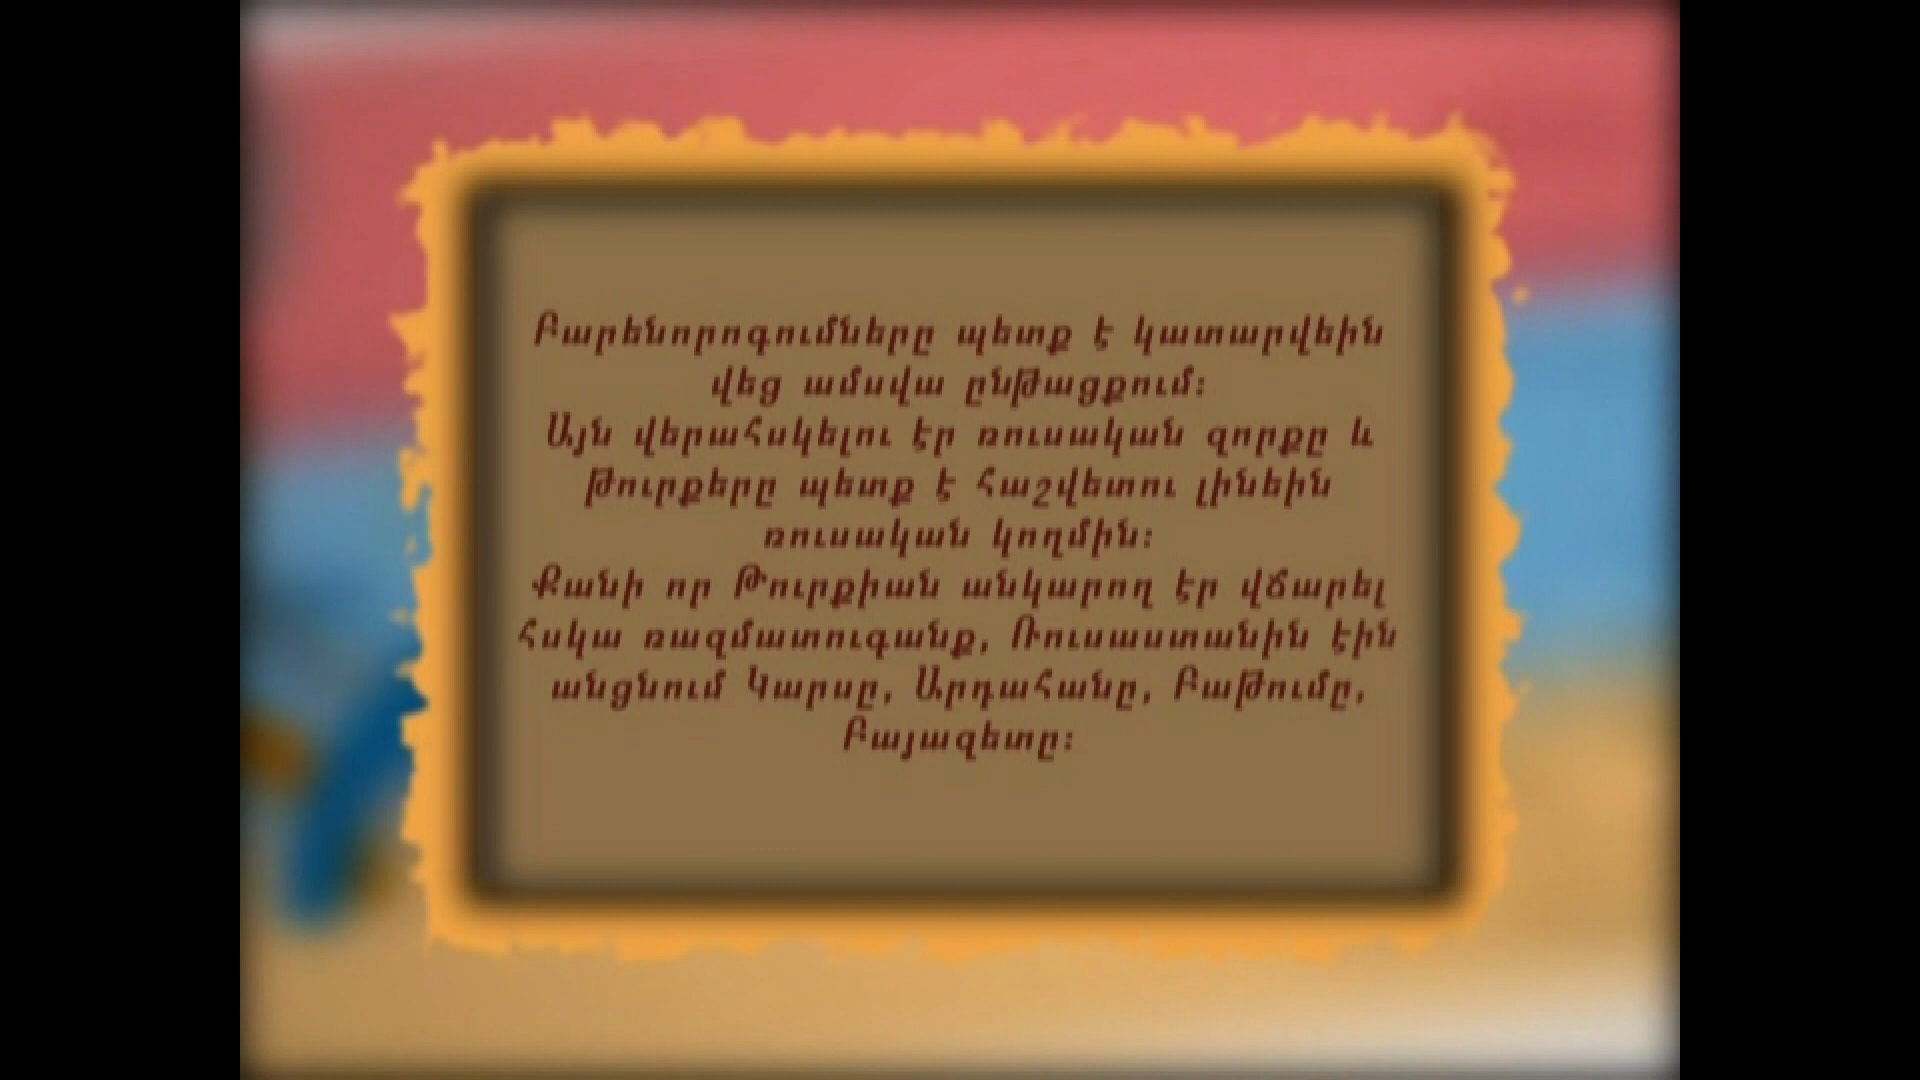 Բարենորոգումները պետք է կատարվեին
վեց ամսվա ընթացքում։
Այն վերահսկելու էր ռուսական զորքը և
թուրքերը պետք է հաշվետու լինեին
ռուսական կողմին։
Քանի որ Թուրքիան անկարող էր վճարել
հսկա ռազմատուգանք, Ռուսաստանին էին
անցնում Կարսը, Արդահանը, Բաթումը,
Բայազետը։